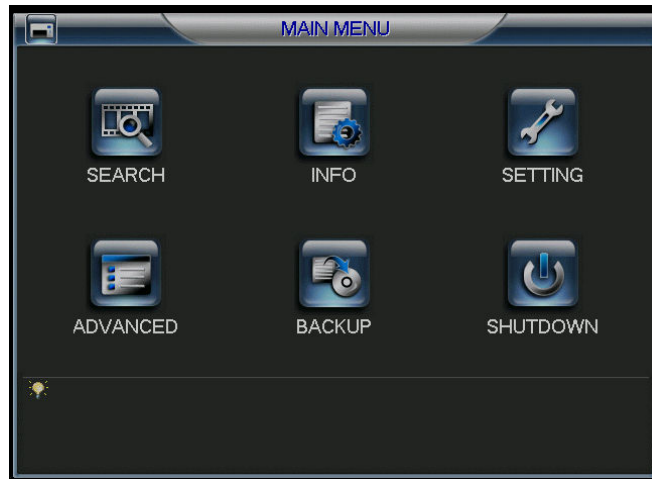 MAIN MENU
SEARCH
INFO
SETTING
ADVANCED
BACKUP
SHUTDOWN